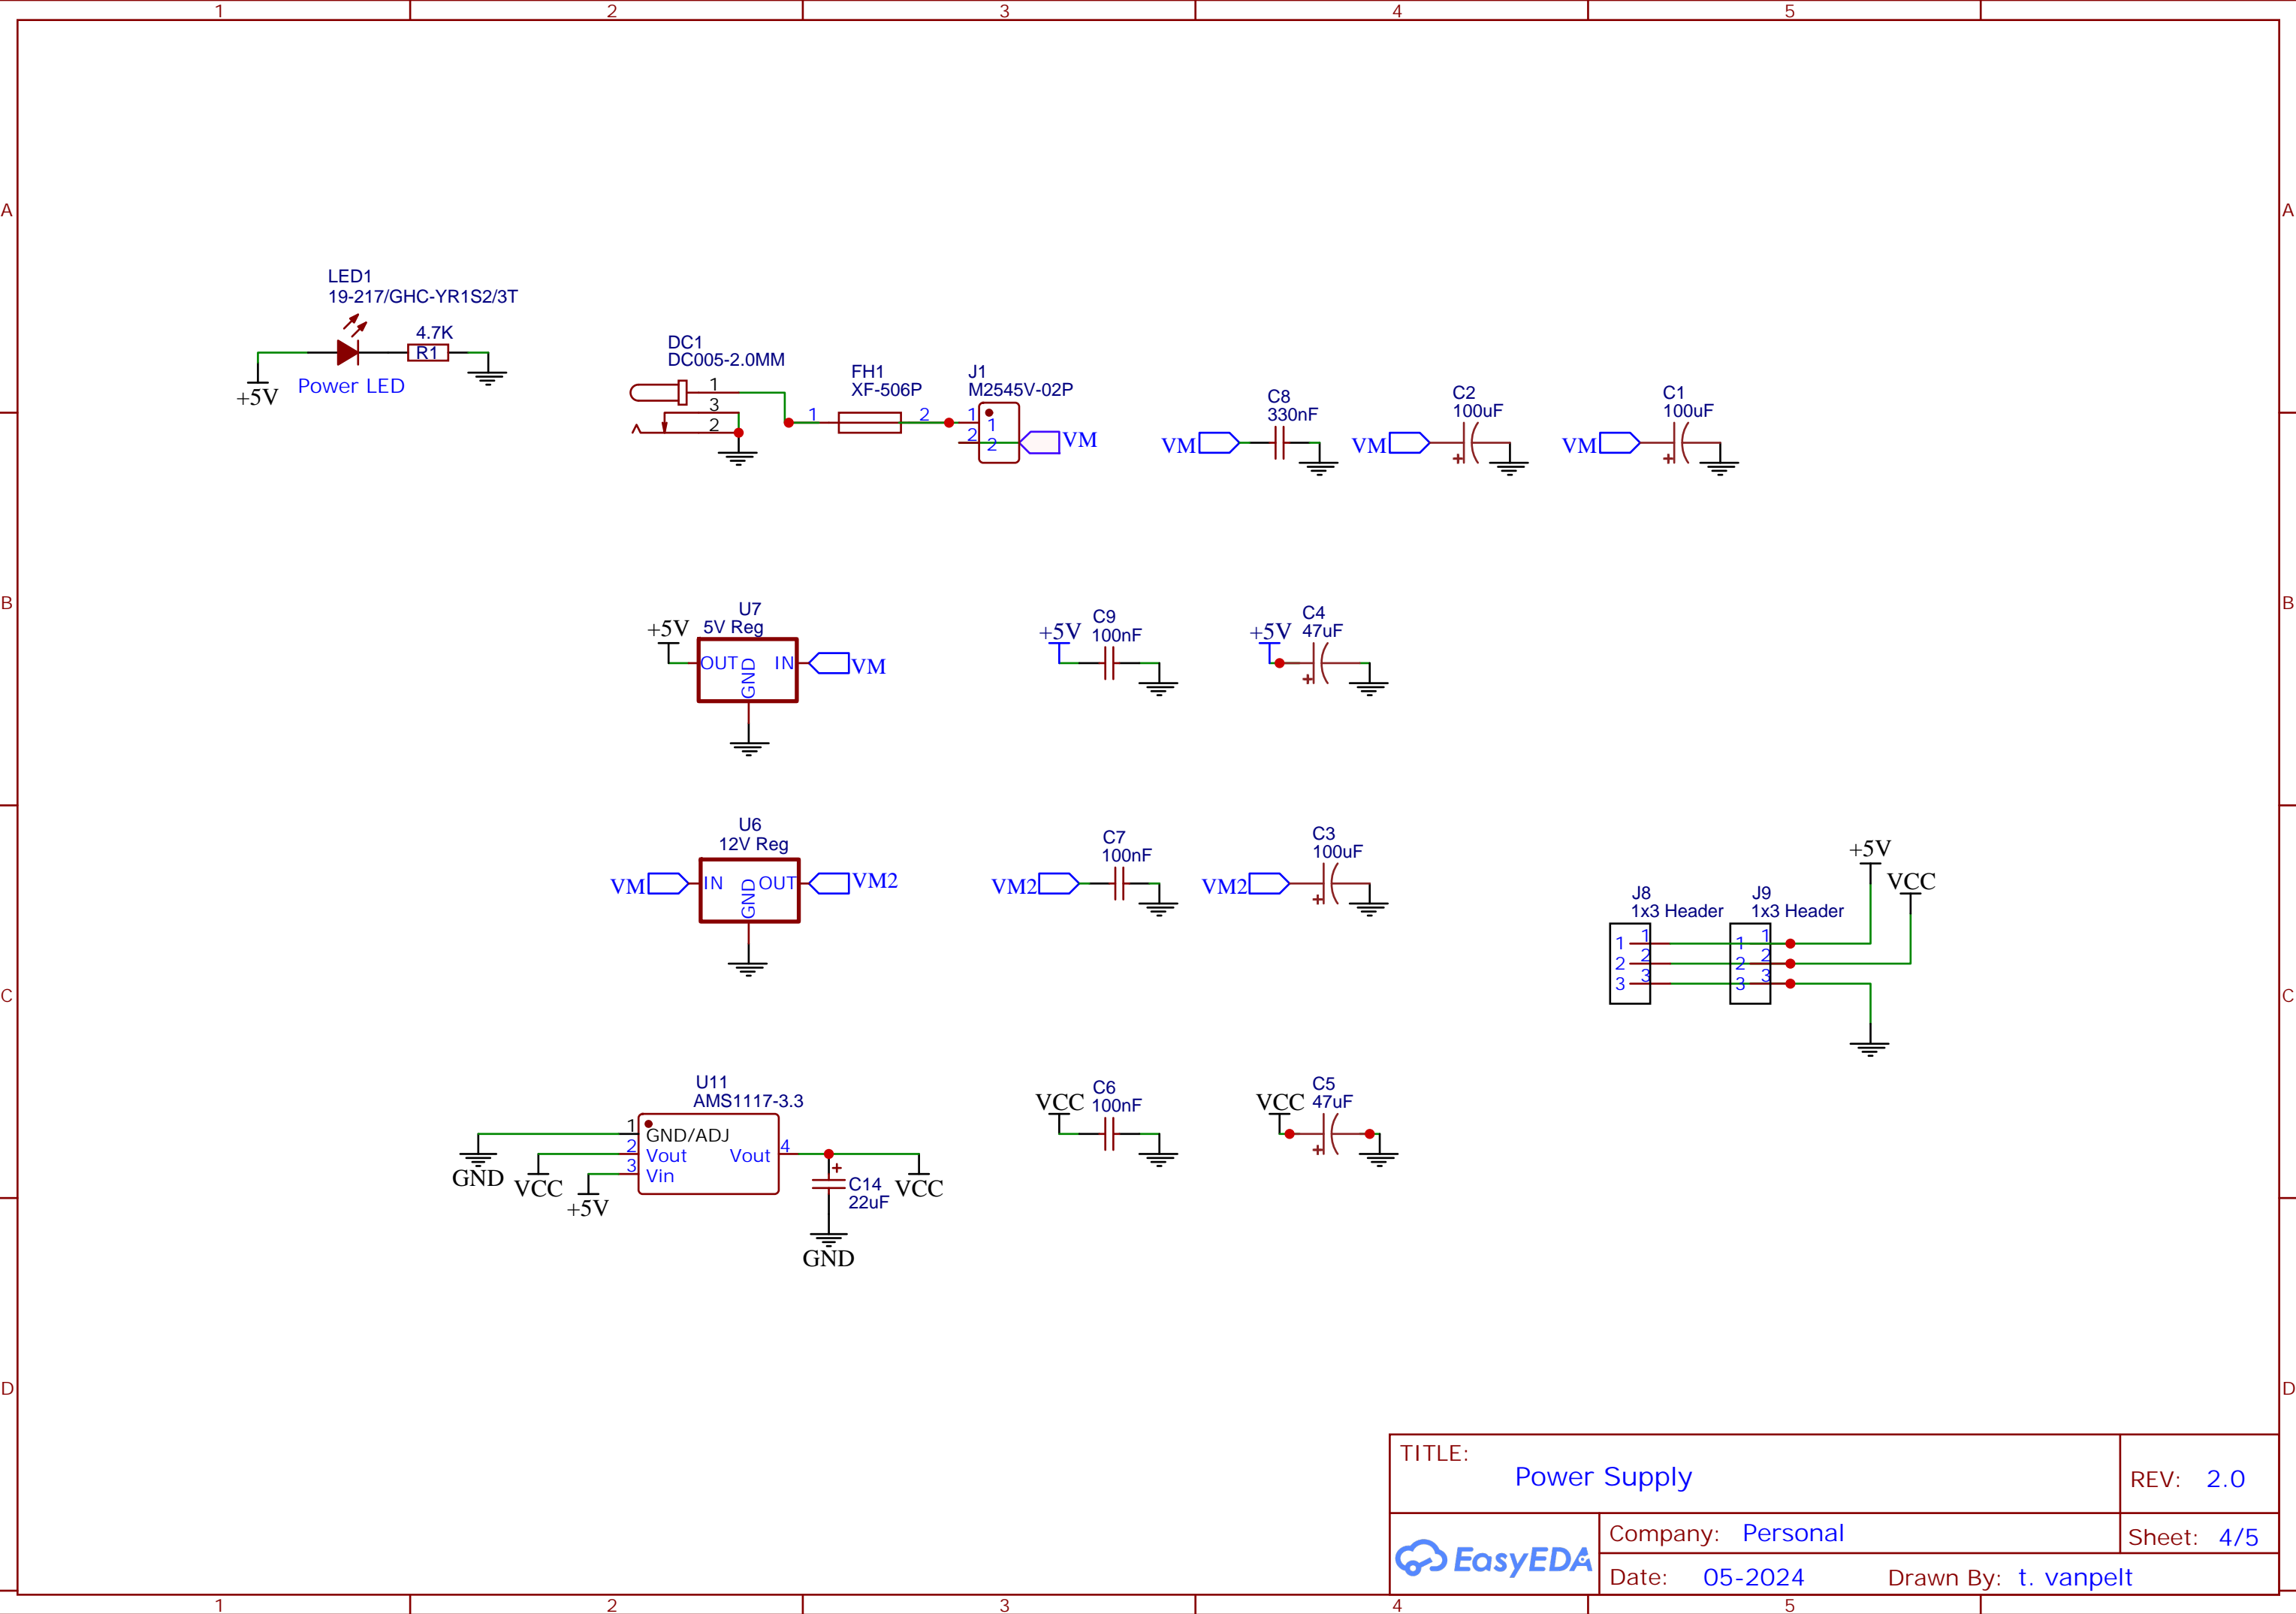 1 2 3 4 5
A A
LED1
19-217/GHC-YR1S2/3T
4.7K
R1
+5V
Power LED
DC1
DC005-2.0MM
1
3
2
FH1
XF-506P
1 2
J1
M2545V-02P
1 1
2 2
VM
C8
330nF
VM
C2
100uF
VM
C1
100uF
VM
B B
U7
5V Reg
+5V
OUT GND IN
VM
C9
100nF
+5V
C4
47uF
+5V
U6
12V Reg
VM
IN GND OUT
VM2
C7
100nF
VM2
C3
100uF
VM2
+5V
VCC
J8
1x3 Header
J9
1x3 Header
1 1 1 1
2 2 2 2
3 3 3 3
C C
U11
AMS1117-3.3
1 GND/ADJ
2 Vout Vout 4
3 Vin
GND
VCC
+5V
+
C14
22uF
VCC
GND
C6
100nF
VCC
C5
47uF
VCC
D D
TITLE:
Power Supply
REV: 2.0
EasyEDA
Company: Personal
Sheet: 4/5
Date: 05-2024
Drawn By: t. vanpelt
1 2 3 4 5